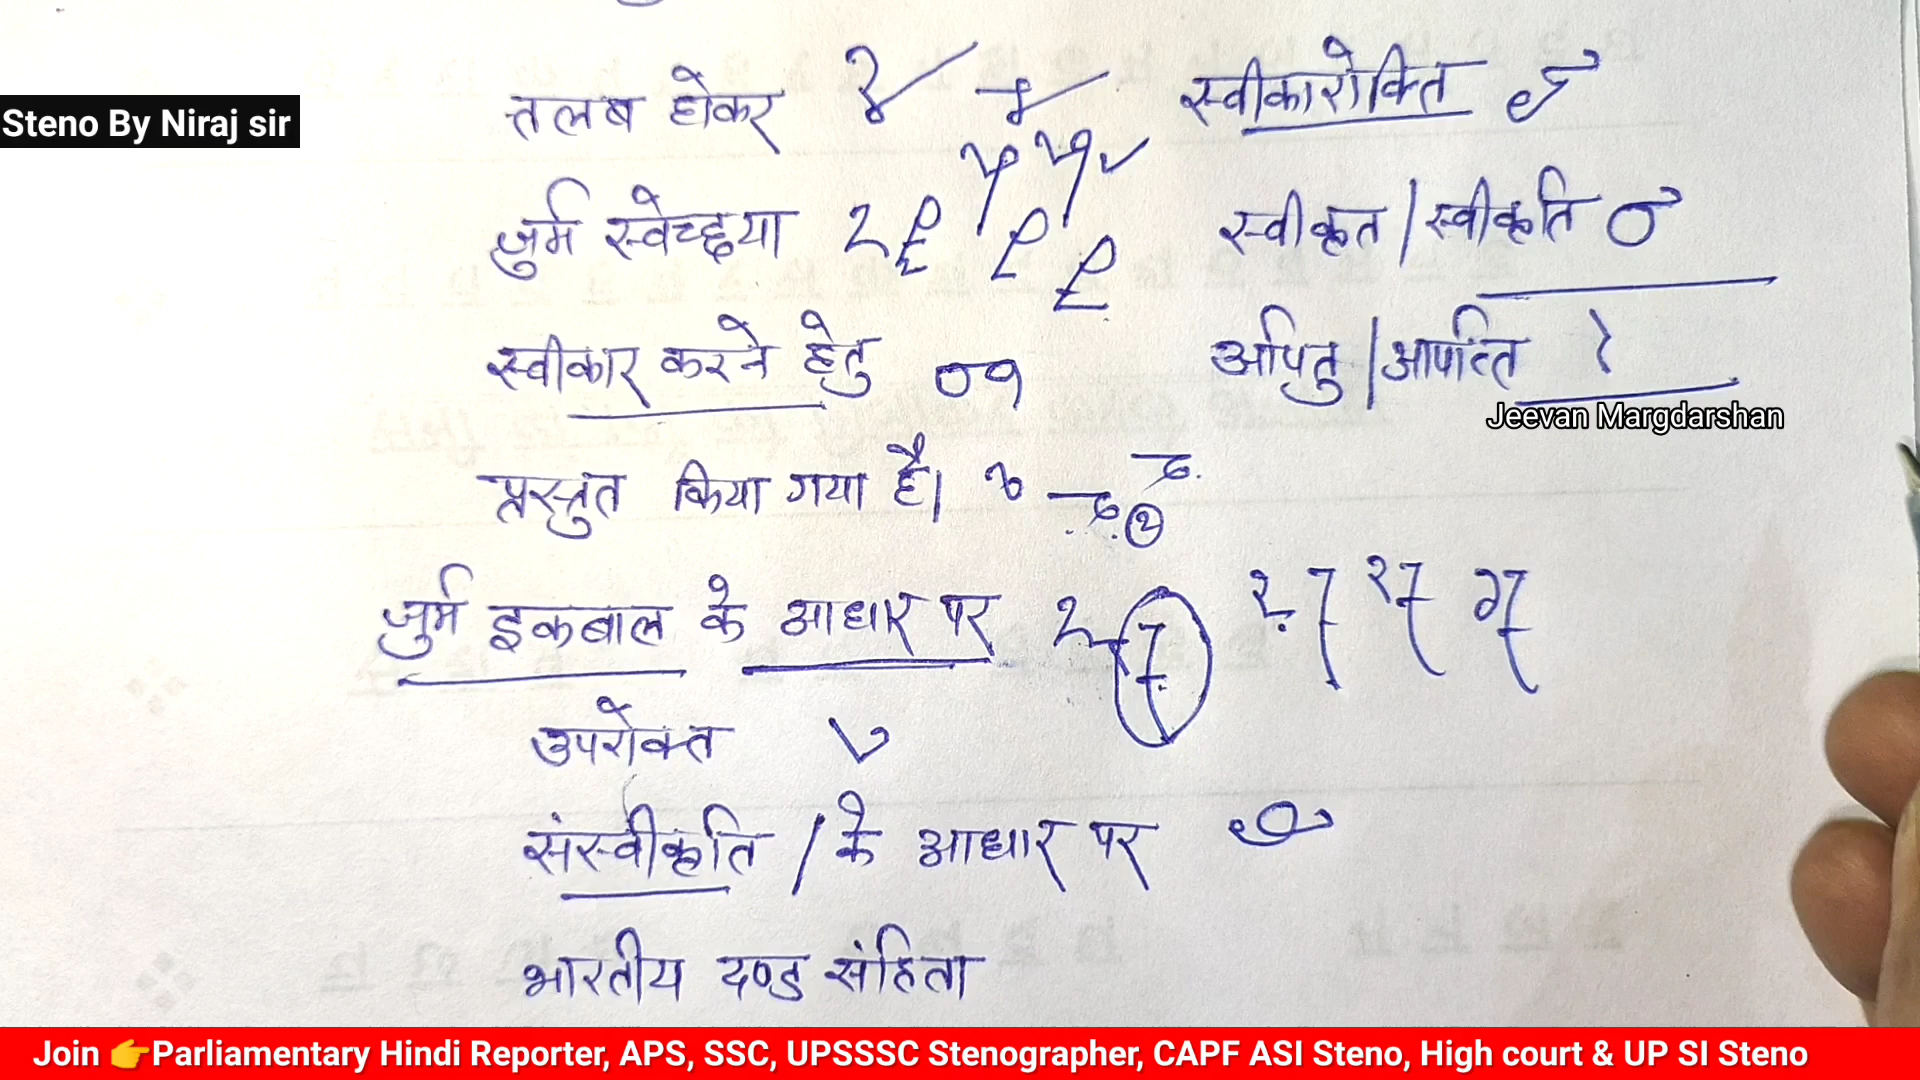 Steno By Niraj sir
तलब होकर
स्वीकारोक्ति
जुर्म स्वेच्छया
स्वीकृत / स्वीकृति
स्वीकार करने हेतु
अपितु / आपत्ति
Jeevan Margdarshan
प्रस्तुत किया गया है।
जुर्म इकबाल के आधार पर
उपरोक्त
संस्वीकृति / के आधार पर
भारतीय दण्ड संहिता
Join 👉Parliamentary Hindi Reporter, APS, SSC, UPSSSC Stenographer, CAPF ASI Steno, High court & UP SI Steno